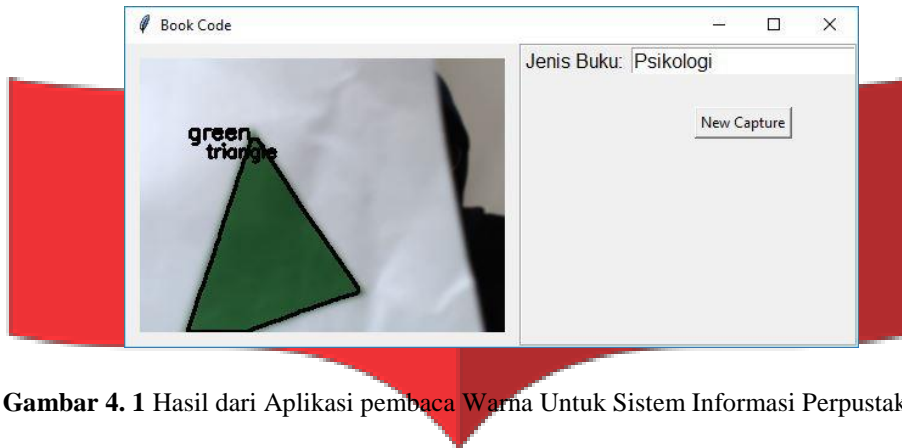 Book Code
Jenis Buku: Psikologi
New Capture
green
triangle
Gambar 4. 1 Hasil dari Aplikasi pembaca Warna Untuk Sistem Informasi Perpustak